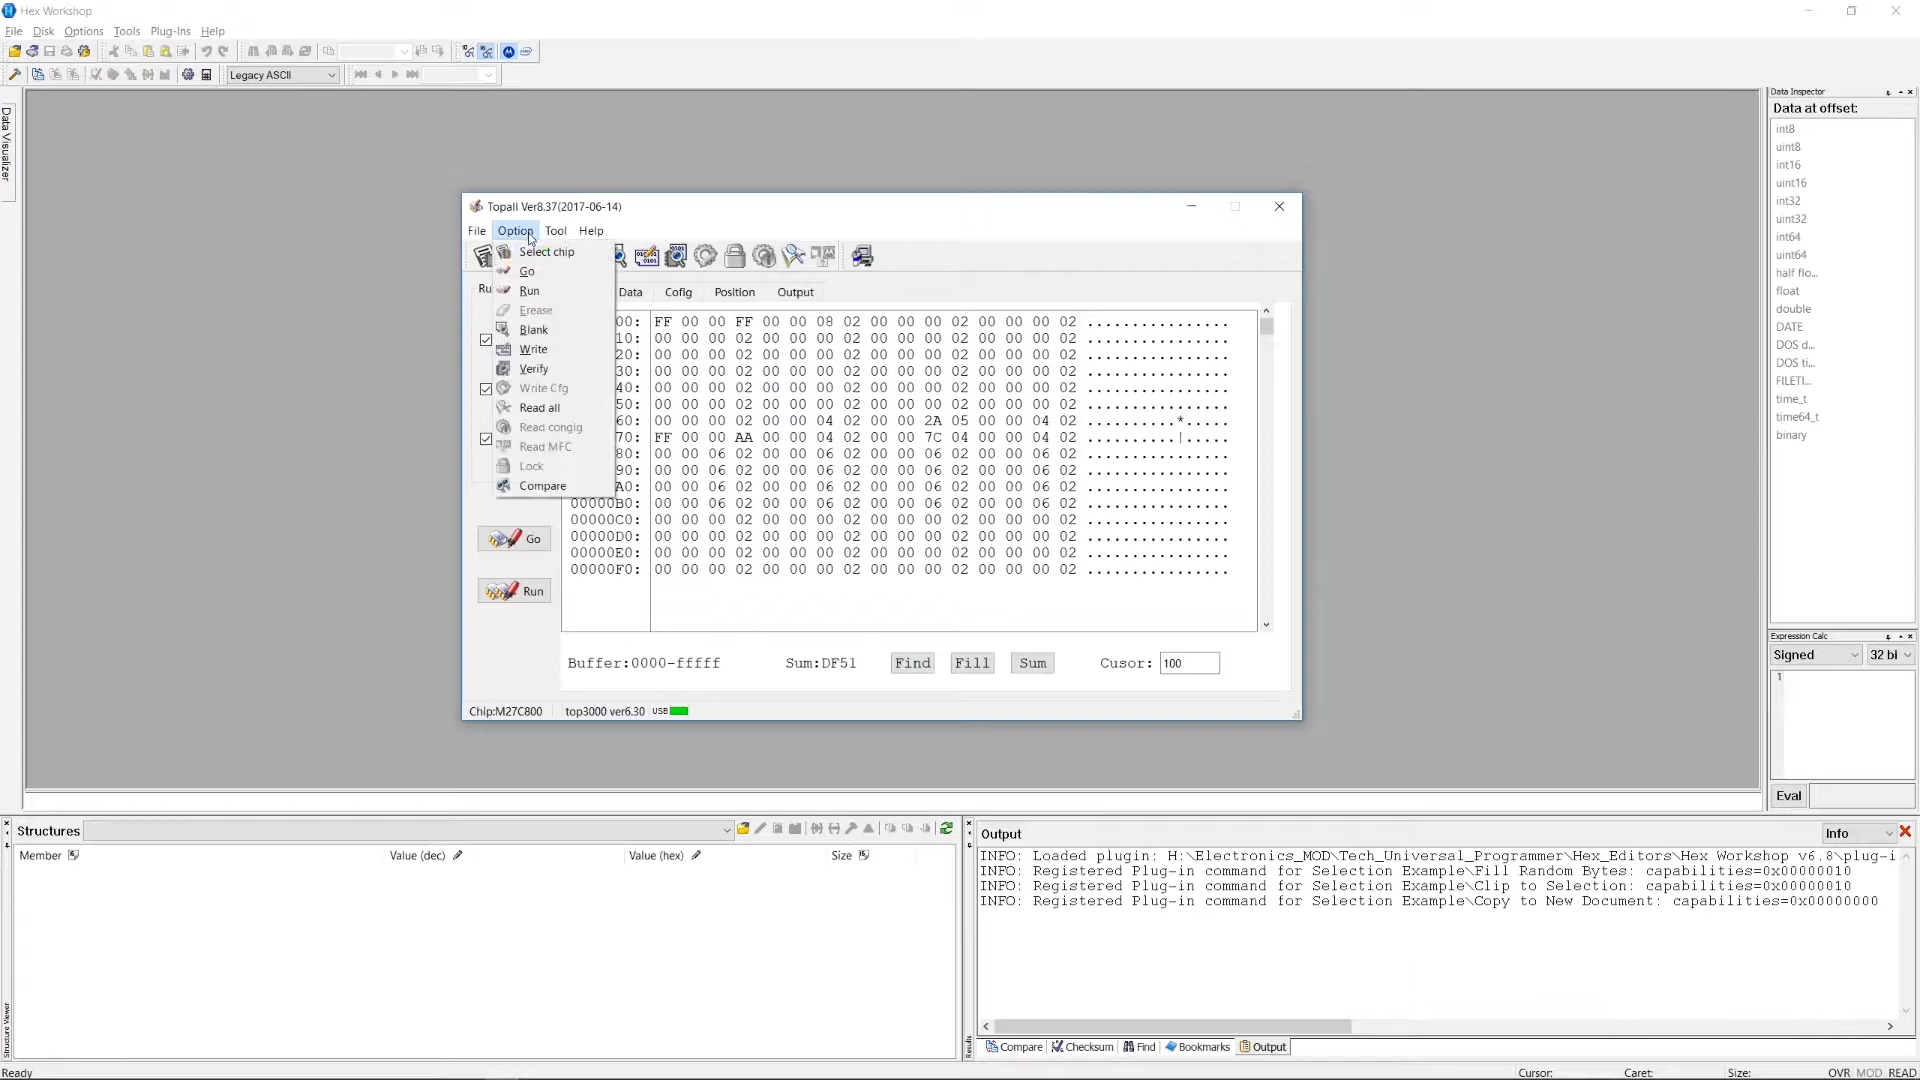 Hex Workshop
File Disk Options Tools Plug-Ins Help
Legacy ASCII
Data Visualizer
Data Inspector
Data at offset:
int8
uint8
int16
uint16
int32
uint32
int64
uint64
half flo...
float
double
DATE
DOS d...
DOS ti...
FILETI...
time_t
time64_t
binary
Expression Calc
Signed 32 bi
1
Eval
Topall Ver8.37(2017-06-14)
File Option Tool Help
Select chip
Go
Run
Erease
Blank
Write
Verify
Write Cfg
Read all
Read congig
Read MFC
Lock
Compare
Ru
Data Cofig Position Output
00: FF 00 00 FF 00 00 08 02 00 00 00 02 00 00 00 02 ................
10: 00 00 00 02 00 00 00 02 00 00 00 02 00 00 00 02 ................
20: 00 00 00 02 00 00 00 02 00 00 00 02 00 00 00 02 ................
30: 00 00 00 02 00 00 00 02 00 00 00 02 00 00 00 02 ................
40: 00 00 00 02 00 00 00 02 00 00 00 02 00 00 00 02 ................
50: 00 00 00 02 00 00 00 02 00 00 00 02 00 00 00 02 ................
60: 00 00 00 02 00 00 04 02 00 00 2A 05 00 00 04 02 ..........*.....
70: FF 00 00 AA 00 00 04 02 00 00 7C 04 00 00 04 02 ..........|.....
80: 00 00 06 02 00 00 06 02 00 00 06 02 00 00 06 02 ................
90: 00 00 06 02 00 00 06 02 00 00 06 02 00 00 06 02 ................
A0: 00 00 06 02 00 00 06 02 00 00 06 02 00 00 06 02 ................
00000B0: 00 00 06 02 00 00 06 02 00 00 06 02 00 00 06 02 ................
00000C0: 00 00 00 02 00 00 00 02 00 00 00 02 00 00 00 02 ................
00000D0: 00 00 00 02 00 00 00 02 00 00 00 02 00 00 00 02 ................
00000E0: 00 00 00 02 00 00 00 02 00 00 00 02 00 00 00 02 ................
00000F0: 00 00 00 02 00 00 00 02 00 00 00 02 00 00 00 02 ................
Go
Run
Buffer:0000-fffff Sum:DF51 Find Fill Sum Cusor: 100
Chip:M27C800 top3000 ver6.30 USB
Structures
Member Value (dec) Value (hex) Size
Structure Viewer
Output Info
INFO: Loaded plugin: H:\Electronics_MOD\Tech_Universal_Programmer\Hex_Editors\Hex Workshop v6.8\plug-i
INFO: Registered Plug-in command for Selection Example\Fill Random Bytes: capabilities=0x00000010
INFO: Registered Plug-in command for Selection Example\Clip to Selection: capabilities=0x00000010
INFO: Registered Plug-in command for Selection Example\Copy to New Document: capabilities=0x00000000
Results
Compare Checksum Find Bookmarks Output
Ready Cursor: Caret: Size: OVR MOD READ